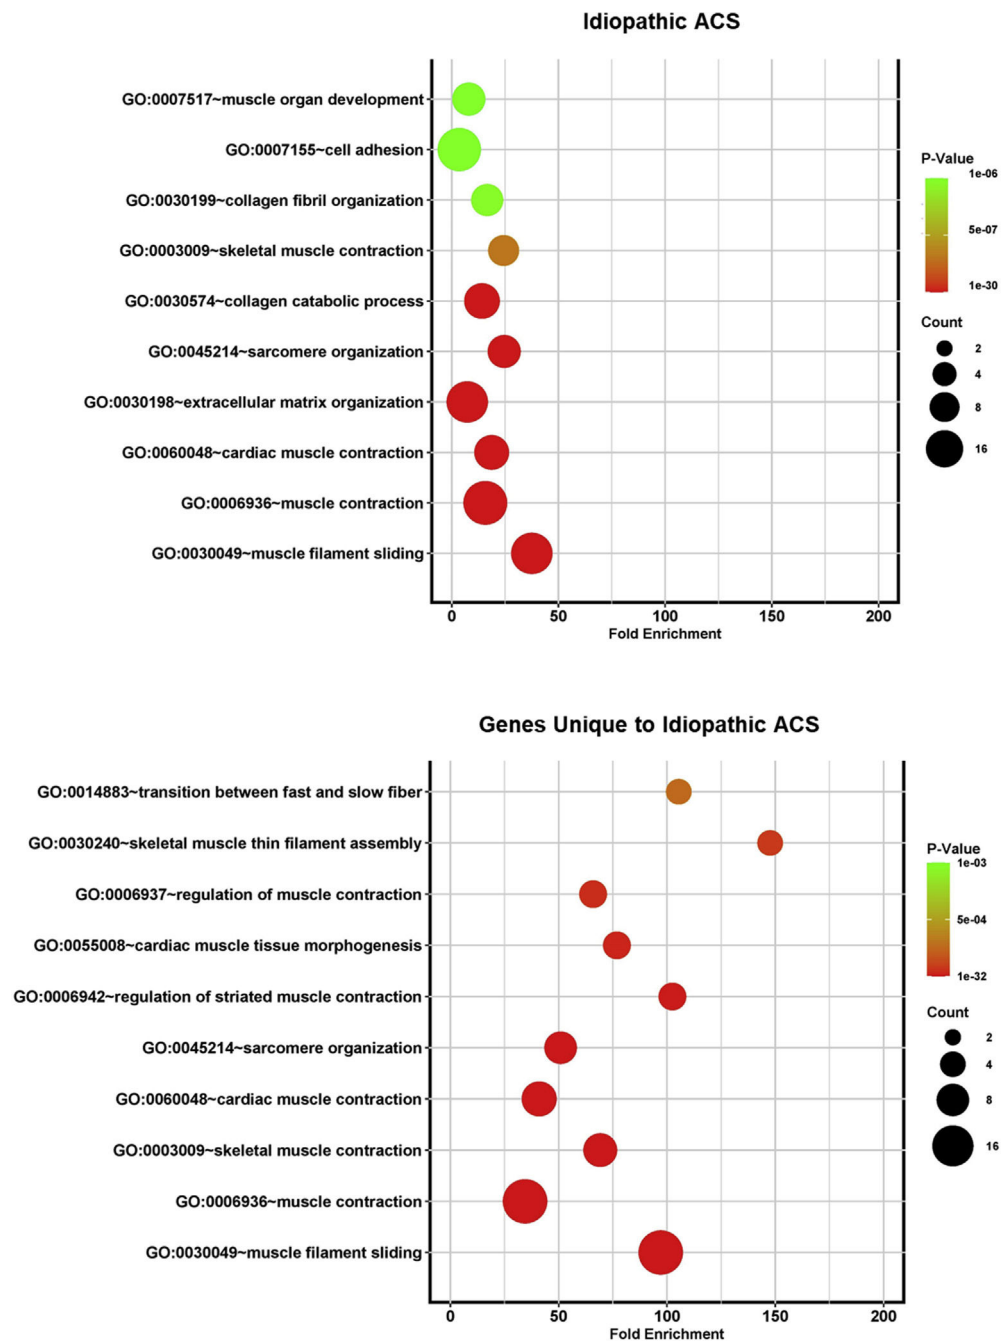 Idiopathic ACS
GO:0007517~muscle organ development
GO:0007155~cell adhesion
GO:0030199~collagen fibril organization
GO:0003009~skeletal muscle contraction
GO:0030574~collagen catabolic process
GO:0045214~sarcomere organization
GO:0030198~extracellular matrix organization
GO:0060048~cardiac muscle contraction
GO:0006936~muscle contraction
GO:0030049~muscle filament sliding
0 50 100 150 200
Fold Enrichment
P-Value
1e-06
5e-07
1e-30
Count
2
4
8
16
Genes Unique to Idiopathic ACS
GO:0014883~transition between fast and slow fiber
GO:0030240~skeletal muscle thin filament assembly
GO:0006937~regulation of muscle contraction
GO:0055008~cardiac muscle tissue morphogenesis
GO:0006942~regulation of striated muscle contraction
GO:0045214~sarcomere organization
GO:0060048~cardiac muscle contraction
GO:0003009~skeletal muscle contraction
GO:0006936~muscle contraction
GO:0030049~muscle filament sliding
0 50 100 150 200
Fold Enrichment
P-Value
1e-03
5e-04
1e-32
Count
2
4
8
16